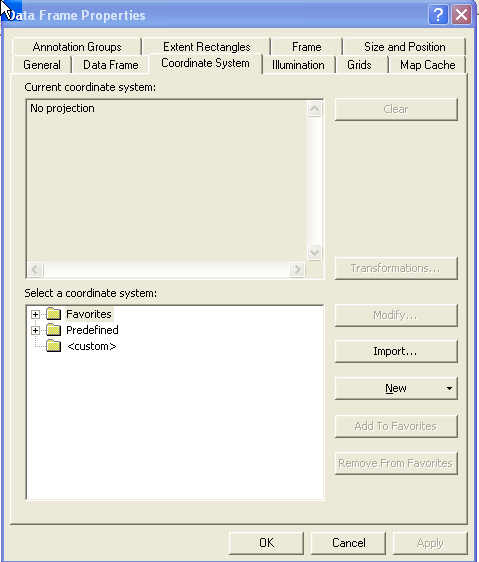 Data Frame Properties
Annotation Groups Extent Rectangles Frame Size and Position
General Data Frame Coordinate System Illumination Grids Map Cache
Current coordinate system:
No projection
Clear
Transformations...
Select a coordinate system:
Favorites
Predefined
<custom>
Modify...
Import...
New
Add To Favorites
Remove From Favorites
OK Cancel Apply